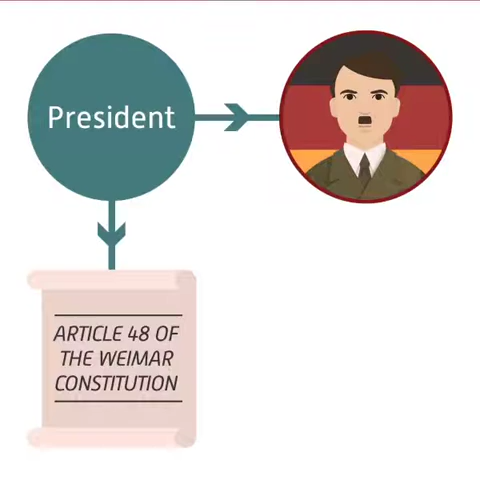 President
ARTICLE 48 OF
THE WEIMAR
CONSTITUTION